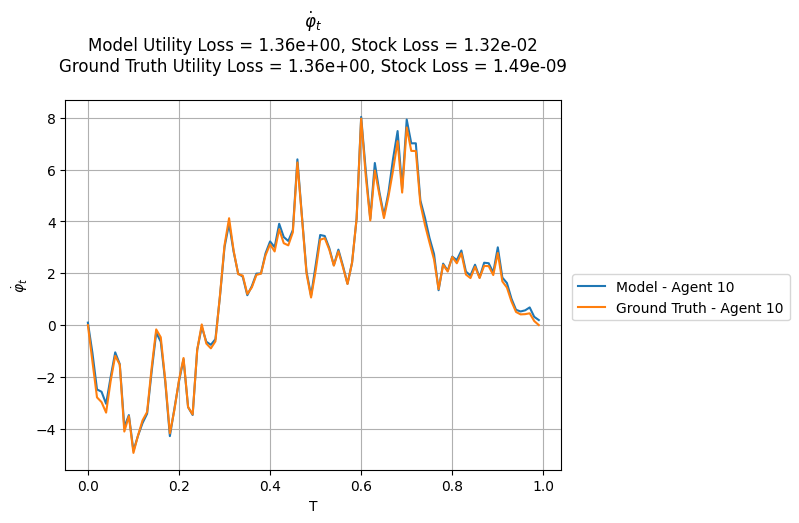 φ̇_t
Model Utility Loss = 1.36e+00, Stock Loss = 1.32e-02
Ground Truth Utility Loss = 1.36e+00, Stock Loss = 1.49e-09
8
6
4
2
0
−2
−4
φ̇_t
0.0 0.2 0.4 0.6 0.8 1.0
T
Model - Agent 10
Ground Truth - Agent 10